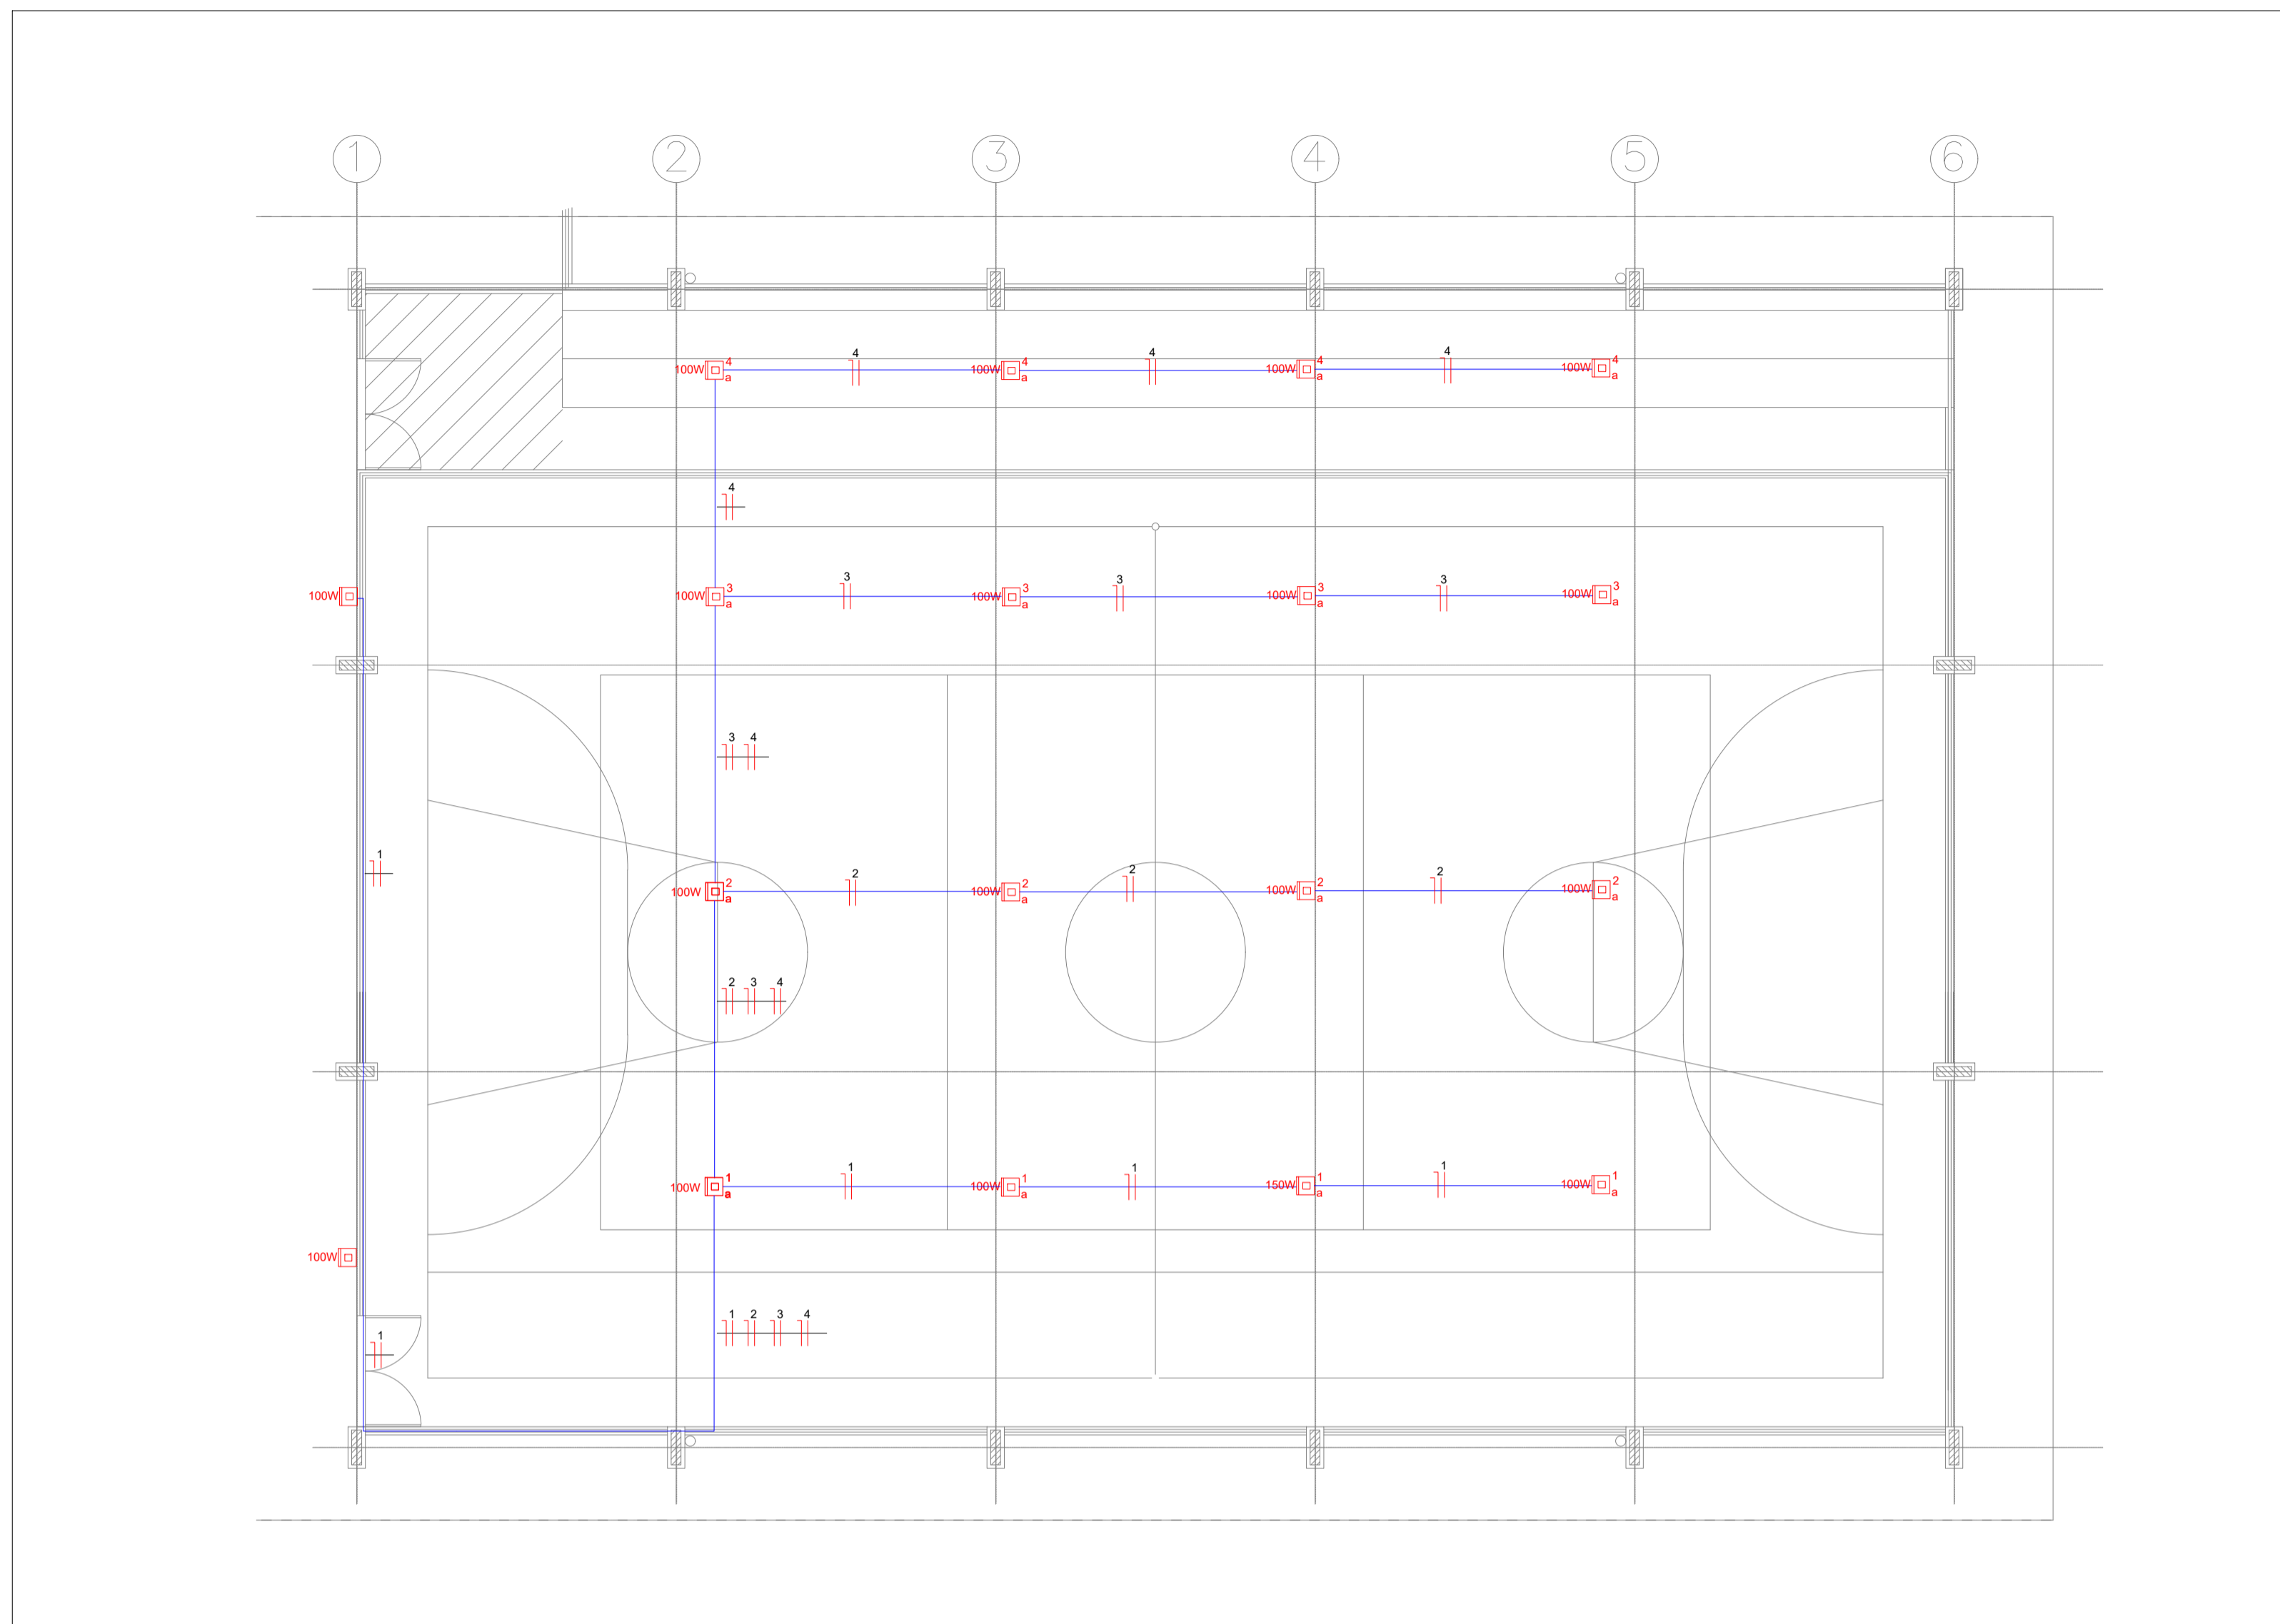 1 2 3 4 5 6
4 4 4
100W 4 a 100W 4 a 100W 4 a 100W 4 a
4
3 3 3
100W 100W 3 a 100W 3 a 100W 3 a 100W 3 a
3 4
1
2 2 2
100W 2 a 100W 2 a 100W 2 a 100W 2 a
2 3 4
1 1 1
100W 1 a 100W 1 a 150W 1 a 100W 1 a
100W
1 2 3 4
1